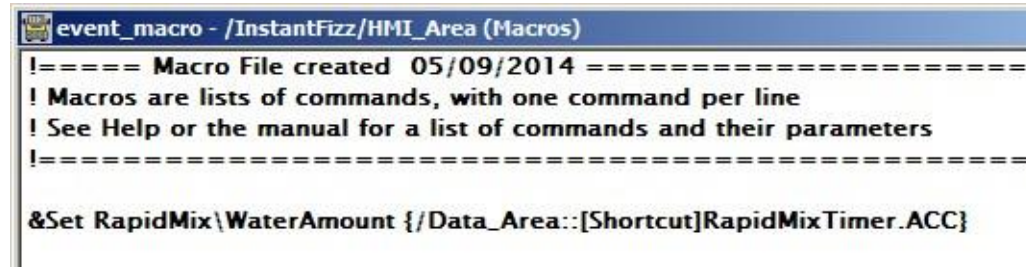 event_macro - /InstantFizz/HMI_Area (Macros)
!===== Macro File created  05/09/2014 =======================
! Macros are lists of commands, with one command per line
! See Help or the manual for a list of commands and their parameters
!================================================
&Set RapidMix\WaterAmount {/Data_Area::[Shortcut]RapidMixTimer.ACC}